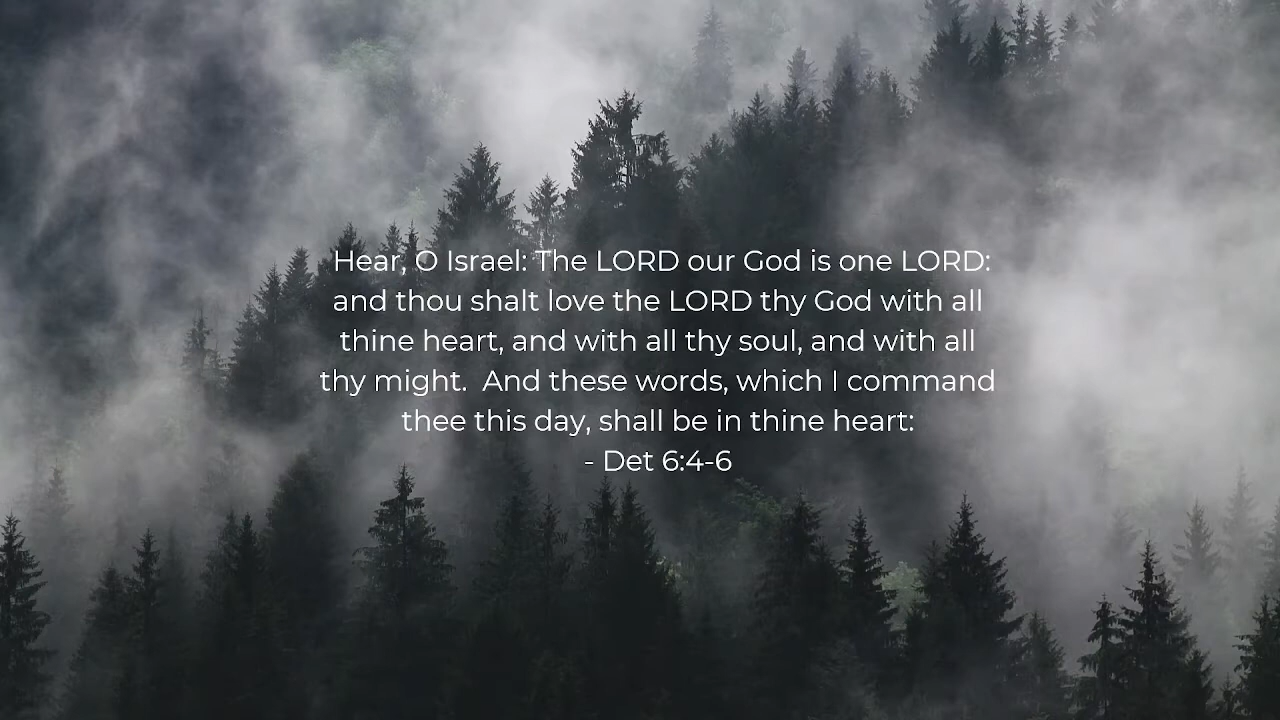 Hear, O Israel: The LORD our God is one LORD:
and thou shalt love the LORD thy God with all
thine heart, and with all thy soul, and with all
thy might.  And these words, which I command
thee this day, shall be in thine heart:
- Det 6:4-6